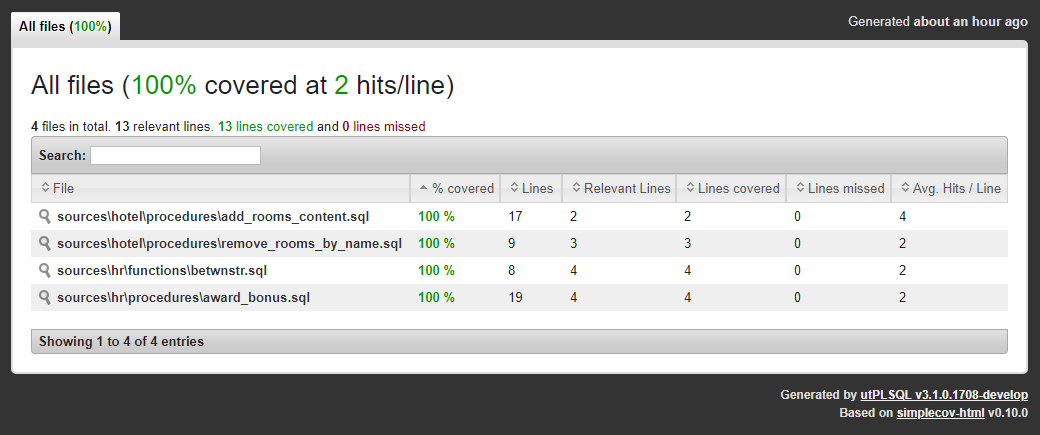 All files (100%)
Generated about an hour ago
All files (100% covered at 2 hits/line)
4 files in total. 13 relevant lines. 13 lines covered and 0 lines missed
Search:
File % covered Lines Relevant Lines Lines covered Lines missed Avg. Hits / Line
sources\hotel\procedures\add_rooms_content.sql 100 % 17 2 2 0 4
sources\hotel\procedures\remove_rooms_by_name.sql 100 % 9 3 3 0 2
sources\hr\functions\betwnstr.sql 100 % 8 4 4 0 2
sources\hr\procedures\award_bonus.sql 100 % 19 4 4 0 2
Showing 1 to 4 of 4 entries
Generated by utPLSQL v3.1.0.1708-develop
Based on simplecov-html v0.10.0